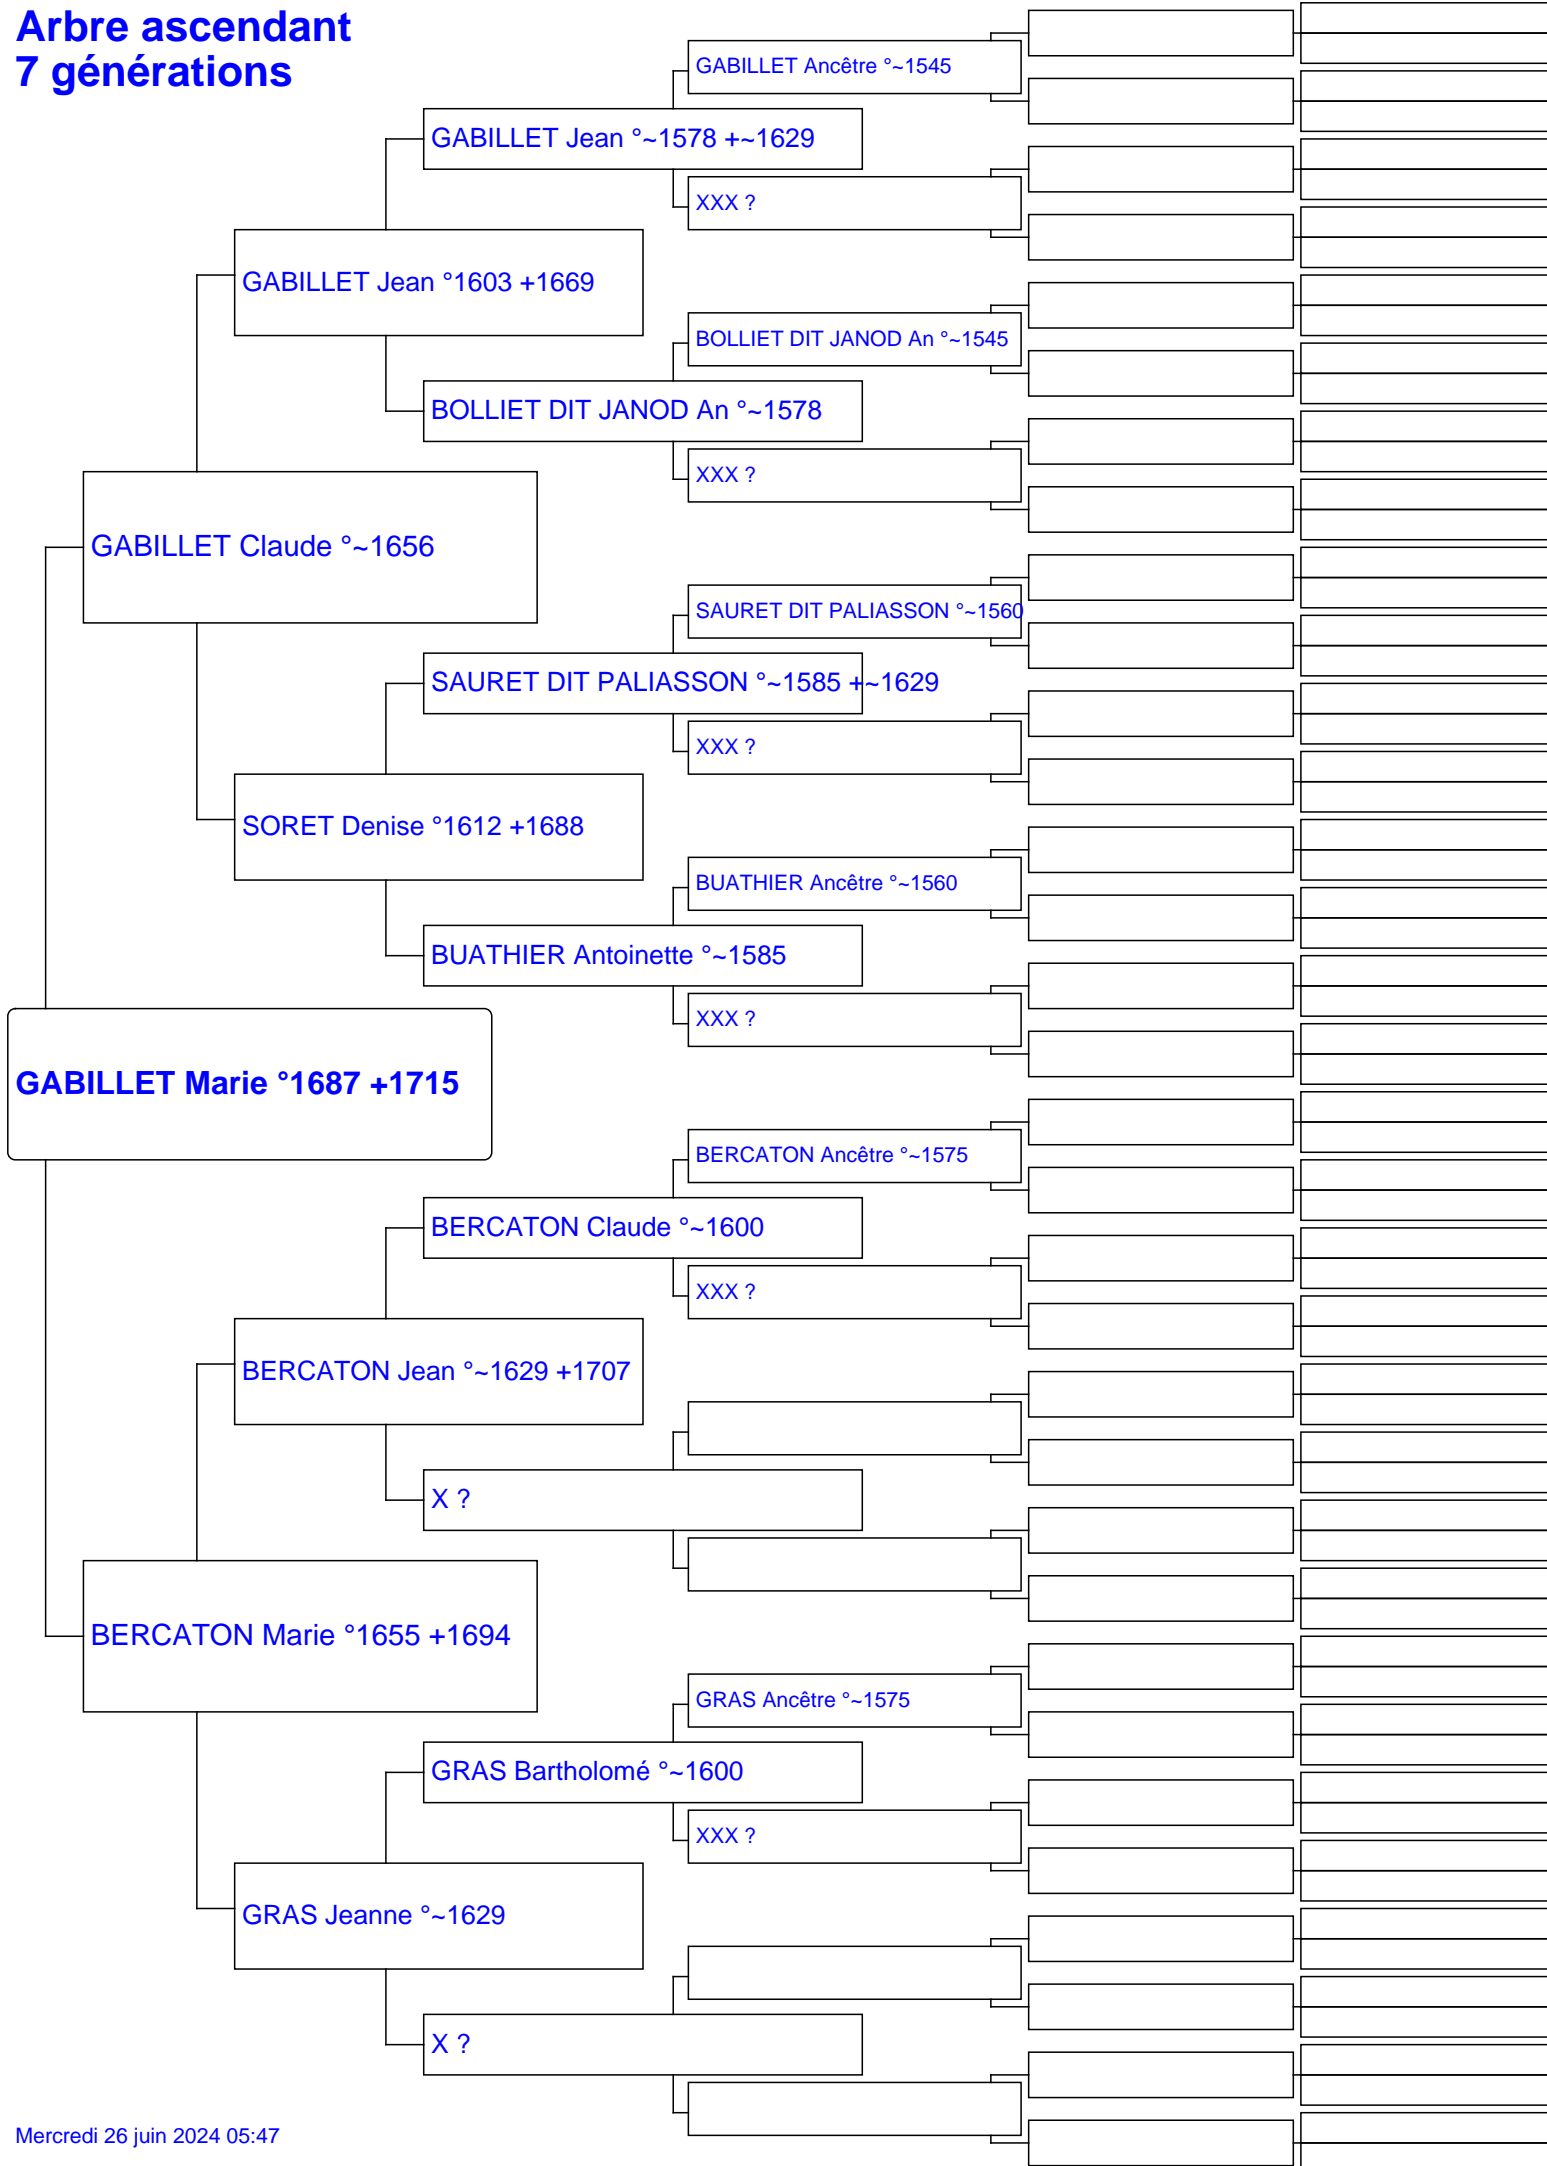 Arbre ascendant
7 générations
GABILLET Ancêtre °~1545
GABILLET Jean °~1578 +~1629
XXX ?
GABILLET Jean °1603 +1669
BOLLIET DIT JANOD An °~1545
BOLLIET DIT JANOD An °~1578
XXX ?
GABILLET Claude °~1656
SAURET DIT PALIASSON °~1560
SAURET DIT PALIASSON °~1585 +~1629
XXX ?
SORET Denise °1612 +1688
BUATHIER Ancêtre °~1560
BUATHIER Antoinette °~1585
XXX ?
GABILLET Marie °1687 +1715
BERCATON Ancêtre °~1575
BERCATON Claude °~1600
XXX ?
BERCATON Jean °~1629 +1707
X ?
BERCATON Marie °1655 +1694
GRAS Ancêtre °~1575
GRAS Bartholomé °~1600
XXX ?
GRAS Jeanne °~1629
X ?
Mercredi 26 juin 2024 05:47